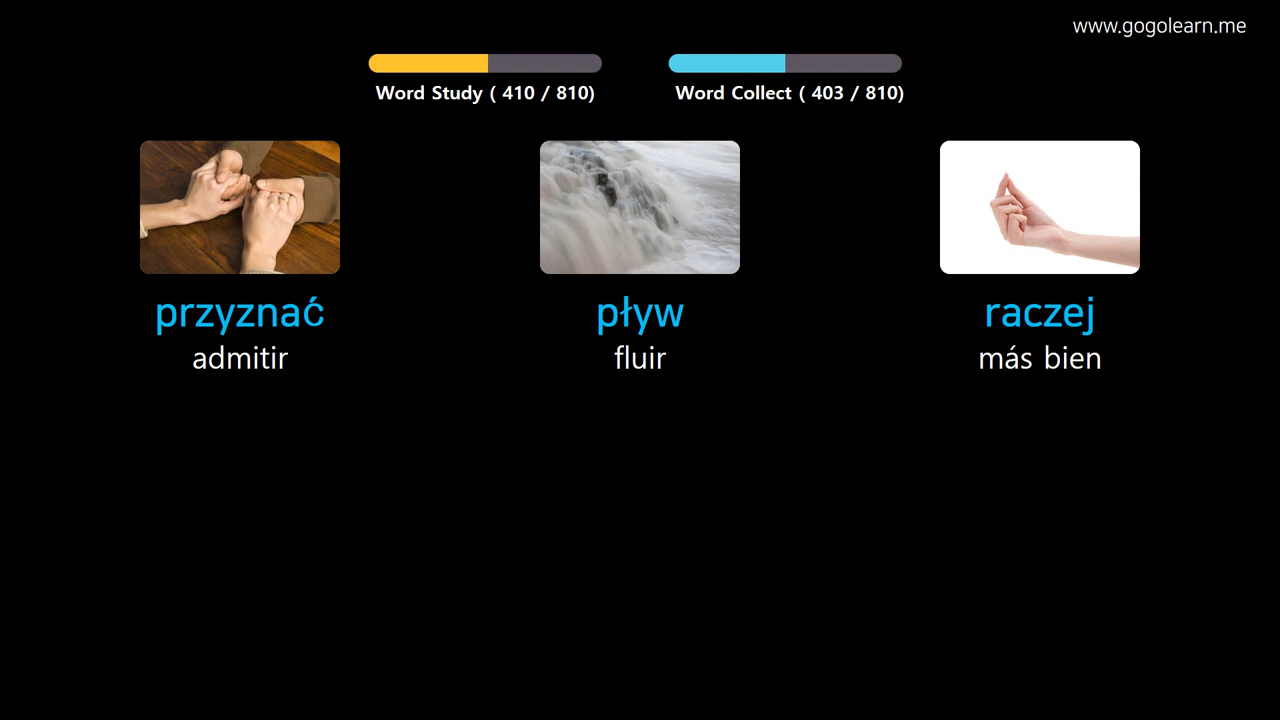 www.gogolearn.me
Word Study ( 410 / 810)
Word Collect ( 403 / 810)
przyznać
admitir
pływ
fluir
raczej
más bien